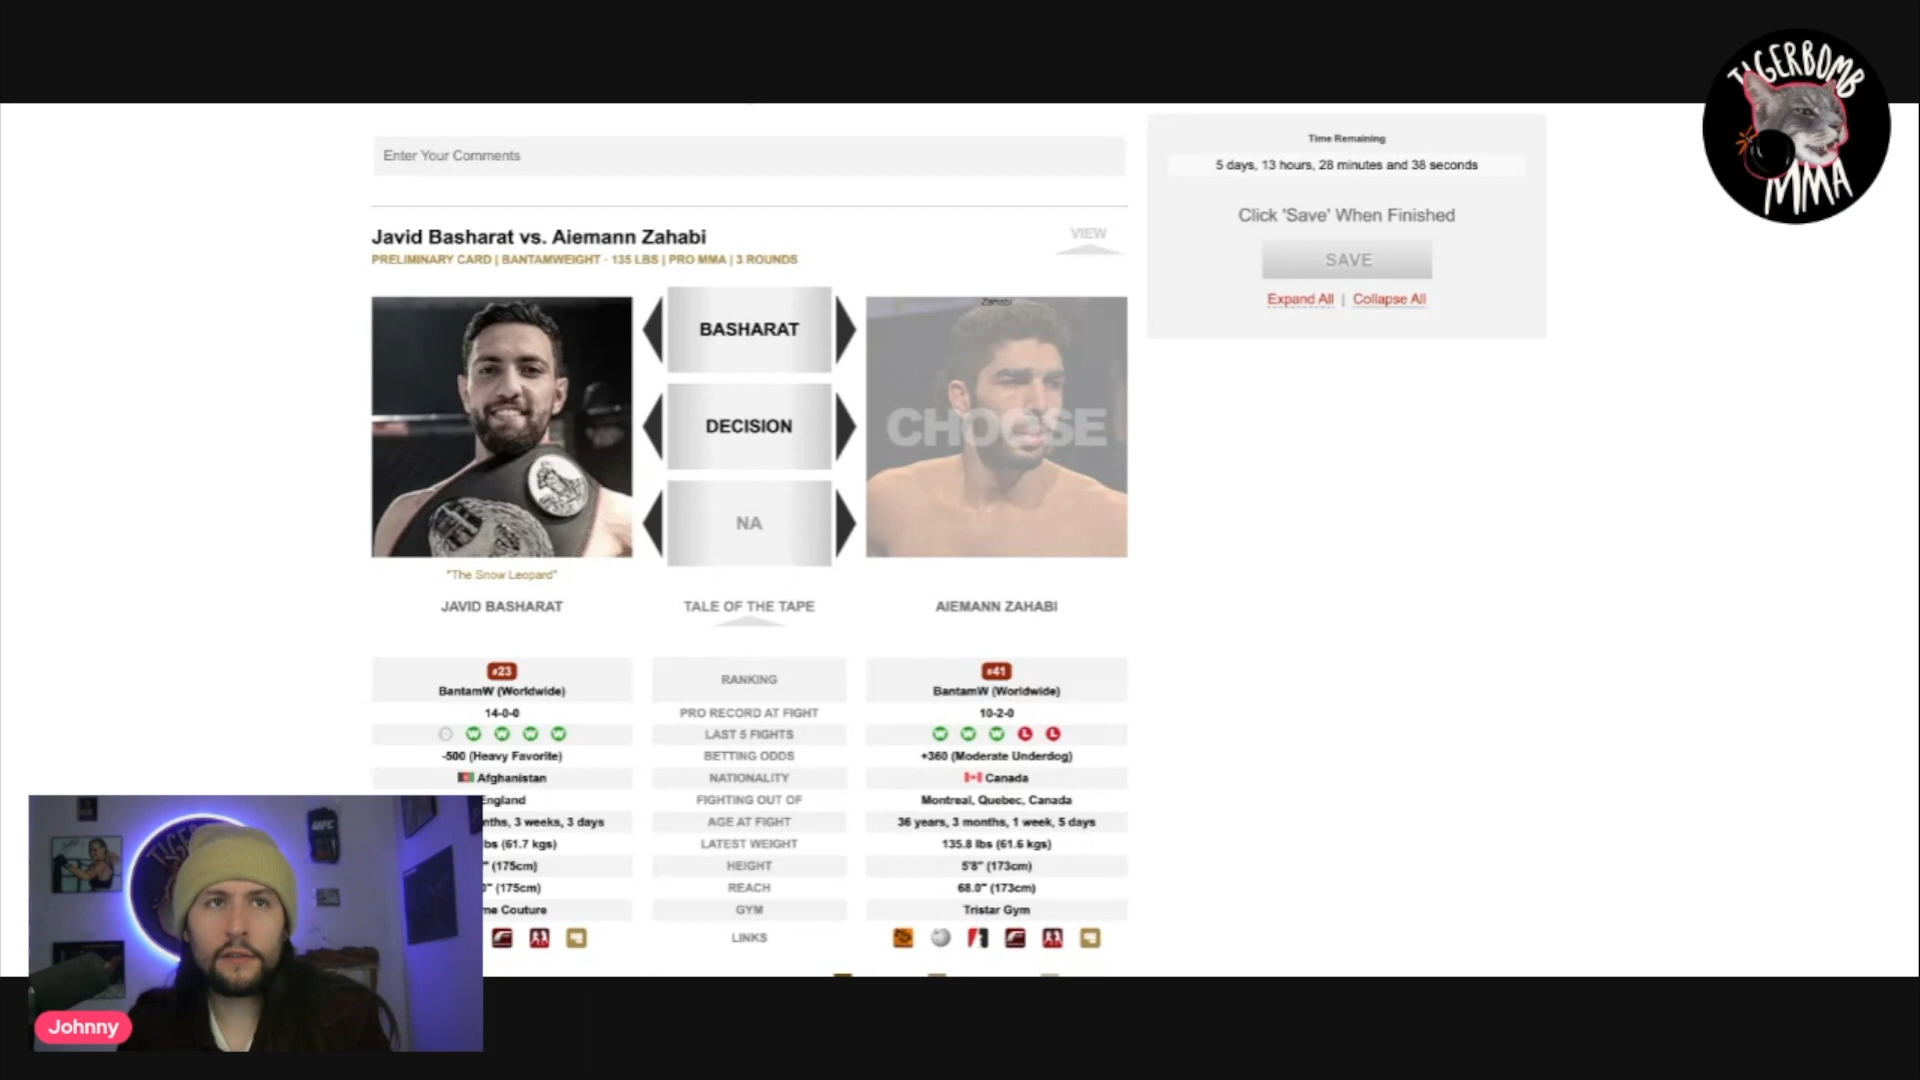 TIGERBOMB
MMA
Enter Your Comments
Time Remaining
5 days, 13 hours, 28 minutes and 38 seconds
Click 'Save' When Finished
SAVE
Expand All | Collapse All
Javid Basharat vs. Aiemann Zahabi
VIEW
PRELIMINARY CARD | BANTAMWEIGHT · 135 LBS | PRO MMA | 3 ROUNDS
BASHARAT
Zahabi
DECISION
CHOOSE
NA
"The Snow Leopard"
JAVID BASHARAT
TALE OF THE TAPE
AIEMANN ZAHABI
#23
BantamW (Worldwide)
RANKING
#41
BantamW (Worldwide)
14-0-0
PRO RECORD AT FIGHT
10-2-0
W W W W
LAST 5 FIGHTS
W W W L L
-500 (Heavy Favorite)
BETTING ODDS
+360 (Moderate Underdog)
Afghanistan
NATIONALITY
Canada
England
FIGHTING OUT OF
Montreal, Quebec, Canada
nths, 3 weeks, 3 days
AGE AT FIGHT
36 years, 3 months, 1 week, 5 days
bs (61.7 kgs)
LATEST WEIGHT
135.8 lbs (61.6 kgs)
" (175cm)
HEIGHT
5'8" (173cm)
0" (175cm)
REACH
68.0" (173cm)
me Couture
GYM
Tristar Gym
LINKS
UFC
Johnny